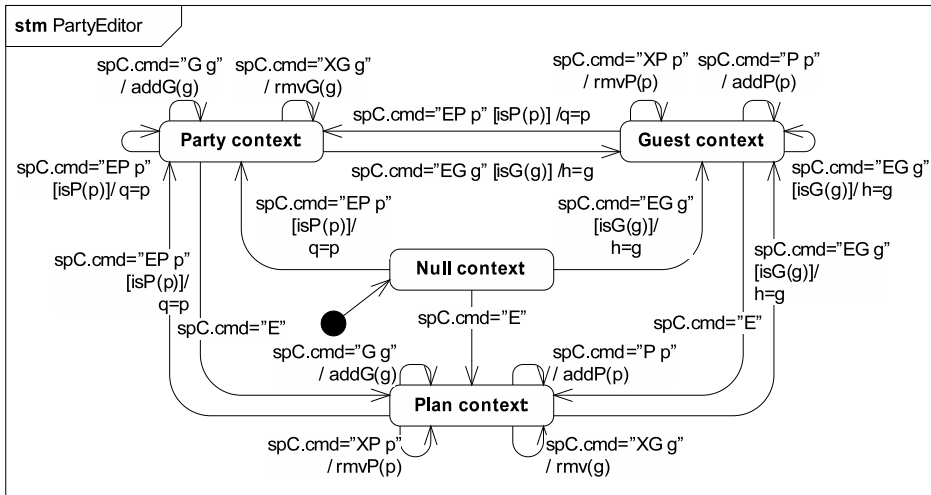 stm PartyEditor
spC.cmd="G g"
/ addG(g)
spC.cmd="XG g"
/ rmvG(g)
spC.cmd="XP p"
/ rmvP(p)
spC.cmd="P p"
/ addP(p)
spC.cmd="EP p" [isP(p)] /q=p
Party context
Guest context
spC.cmd="EG g" [isG(g)] /h=g
spC.cmd="EP p"
[isP(p)]/ q=p
spC.cmd="EG g"
[isG(g)]/ h=g
spC.cmd="EP p"
[isP(p)]/
q=p
spC.cmd="EG g"
[isG(g)]/
h=g
spC.cmd="EP p"
[isP(p)]/
q=p
Null context
spC.cmd="EG g"
[isG(g)]/
h=g
spC.cmd="E"
spC.cmd="E"
spC.cmd="E"
spC.cmd="G g"
/ addG(g)
spC.cmd="P p"
/ addP(p)
Plan context
spC.cmd="XP p"
/ rmvP(p)
spC.cmd="XG g"
/ rmv(g)